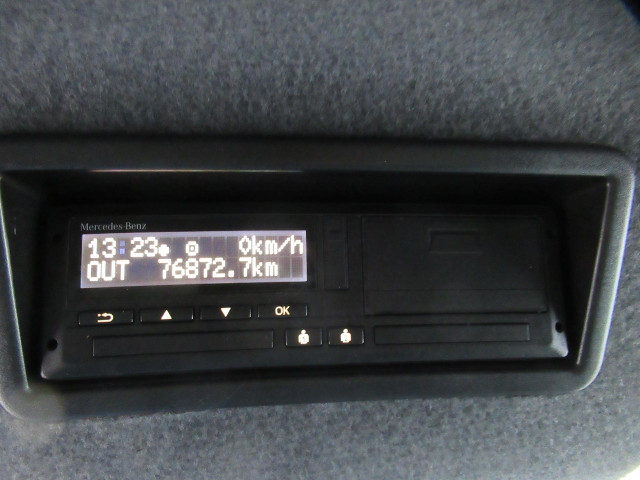 Mercedes-Benz
13:23 0km/h
OUT 76872.7km
OK